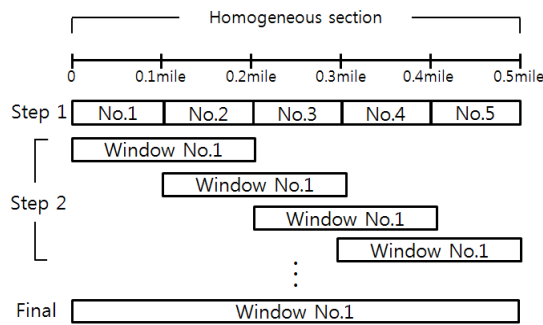 Homogeneous section
0 0.1mile 0.2mile 0.3mile 0.4mile 0.5mile
Step 1 No.1 No.2 No.3 No.4 No.5
Window No.1
Window No.1
Step 2
Window No.1
Window No.1
Final Window No.1